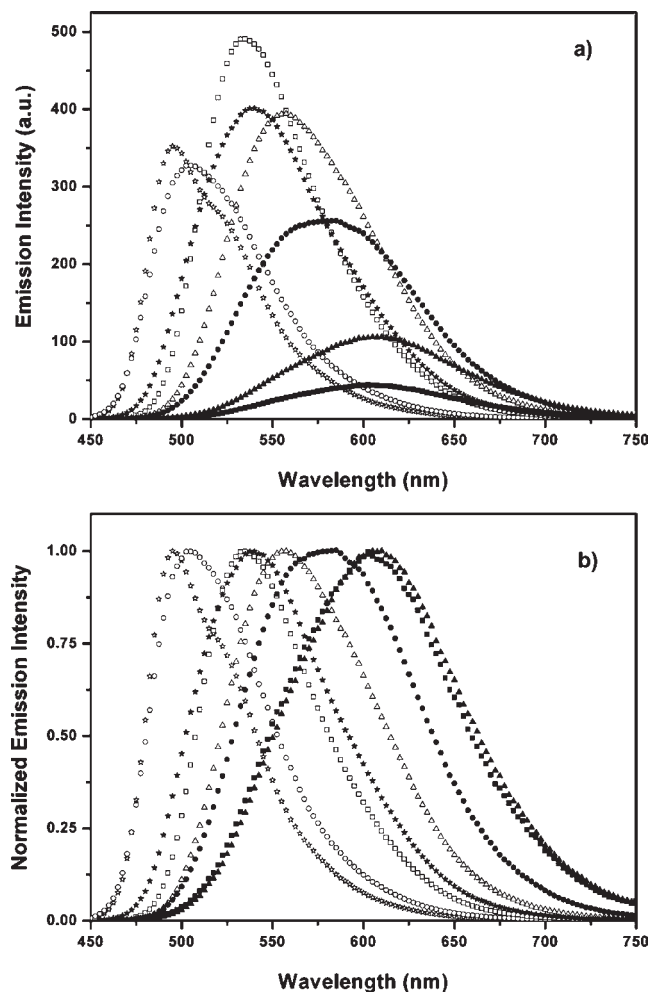 500
a)
400
300
200
100
0
450 500 550 600 650 700 750
Emission Intensity (a.u.)
Wavelength (nm)
1.00
b)
0.75
0.50
0.25
0.00
450 500 550 600 650 700 750
Normalized Emission Intensity
Wavelength (nm)